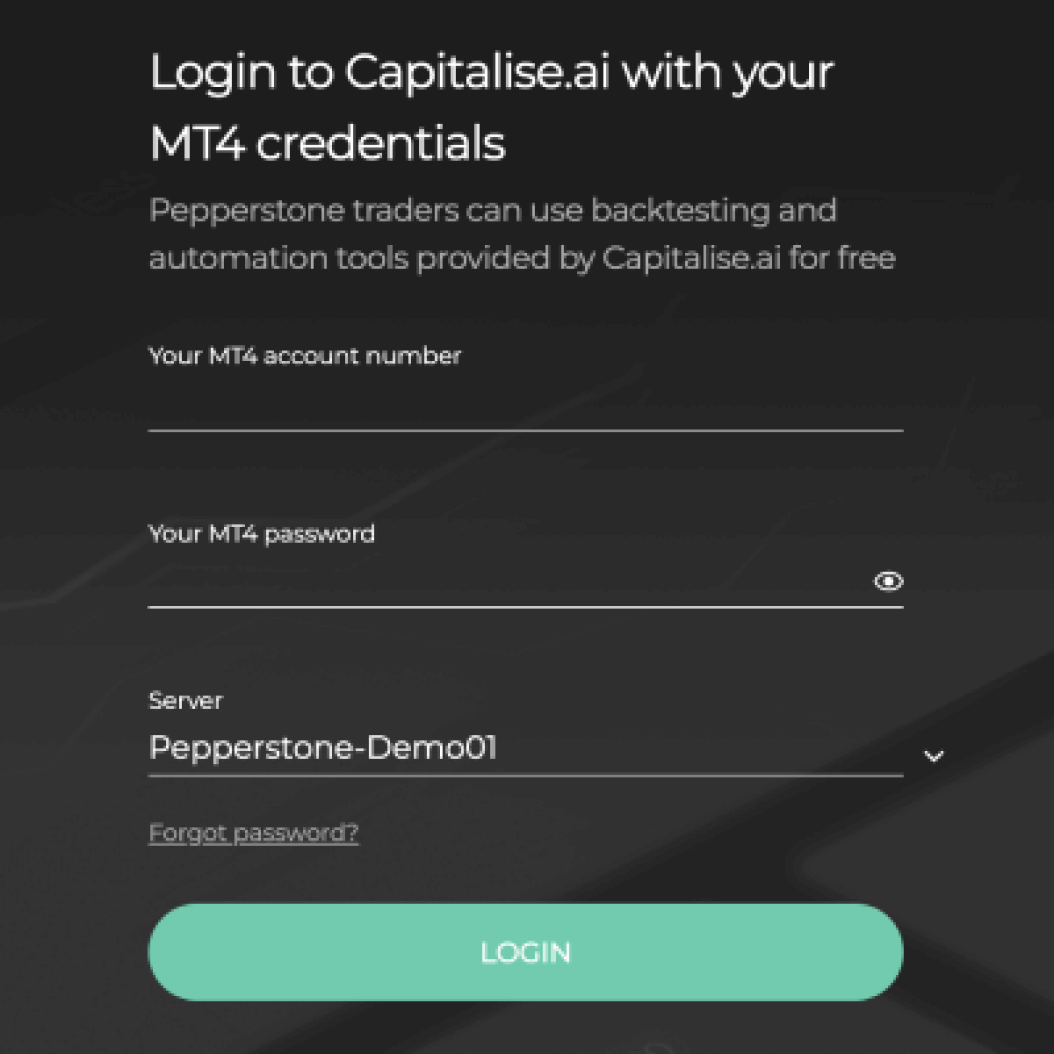 Login to Capitalise.ai with your
MT4 credentials
Pepperstone traders can use backtesting and
automation tools provided by Capitalise.ai for free
Your MT4 account number
Your MT4 password
Server
Pepperstone-Demo01
Forgot password?
LOGIN